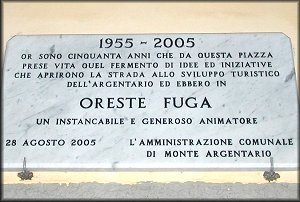 1955 - 2005
OR SONO CINQUANTA ANNI CHE DA QUESTA PIAZZA
PRESE VITA QUEL FERMENTO DI IDEE ED INIZIATIVE
CHE APRIRONO LA STRADA ALLO SVILUPPO TURISTICO
DELL'ARGENTARIO ED EBBERO IN
ORESTE FUGA
UN INSTANCABILE E GENEROSO ANIMATORE
28 AGOSTO 2005 L'AMMINISTRAZIONE COMUNALE
DI MONTE ARGENTARIO